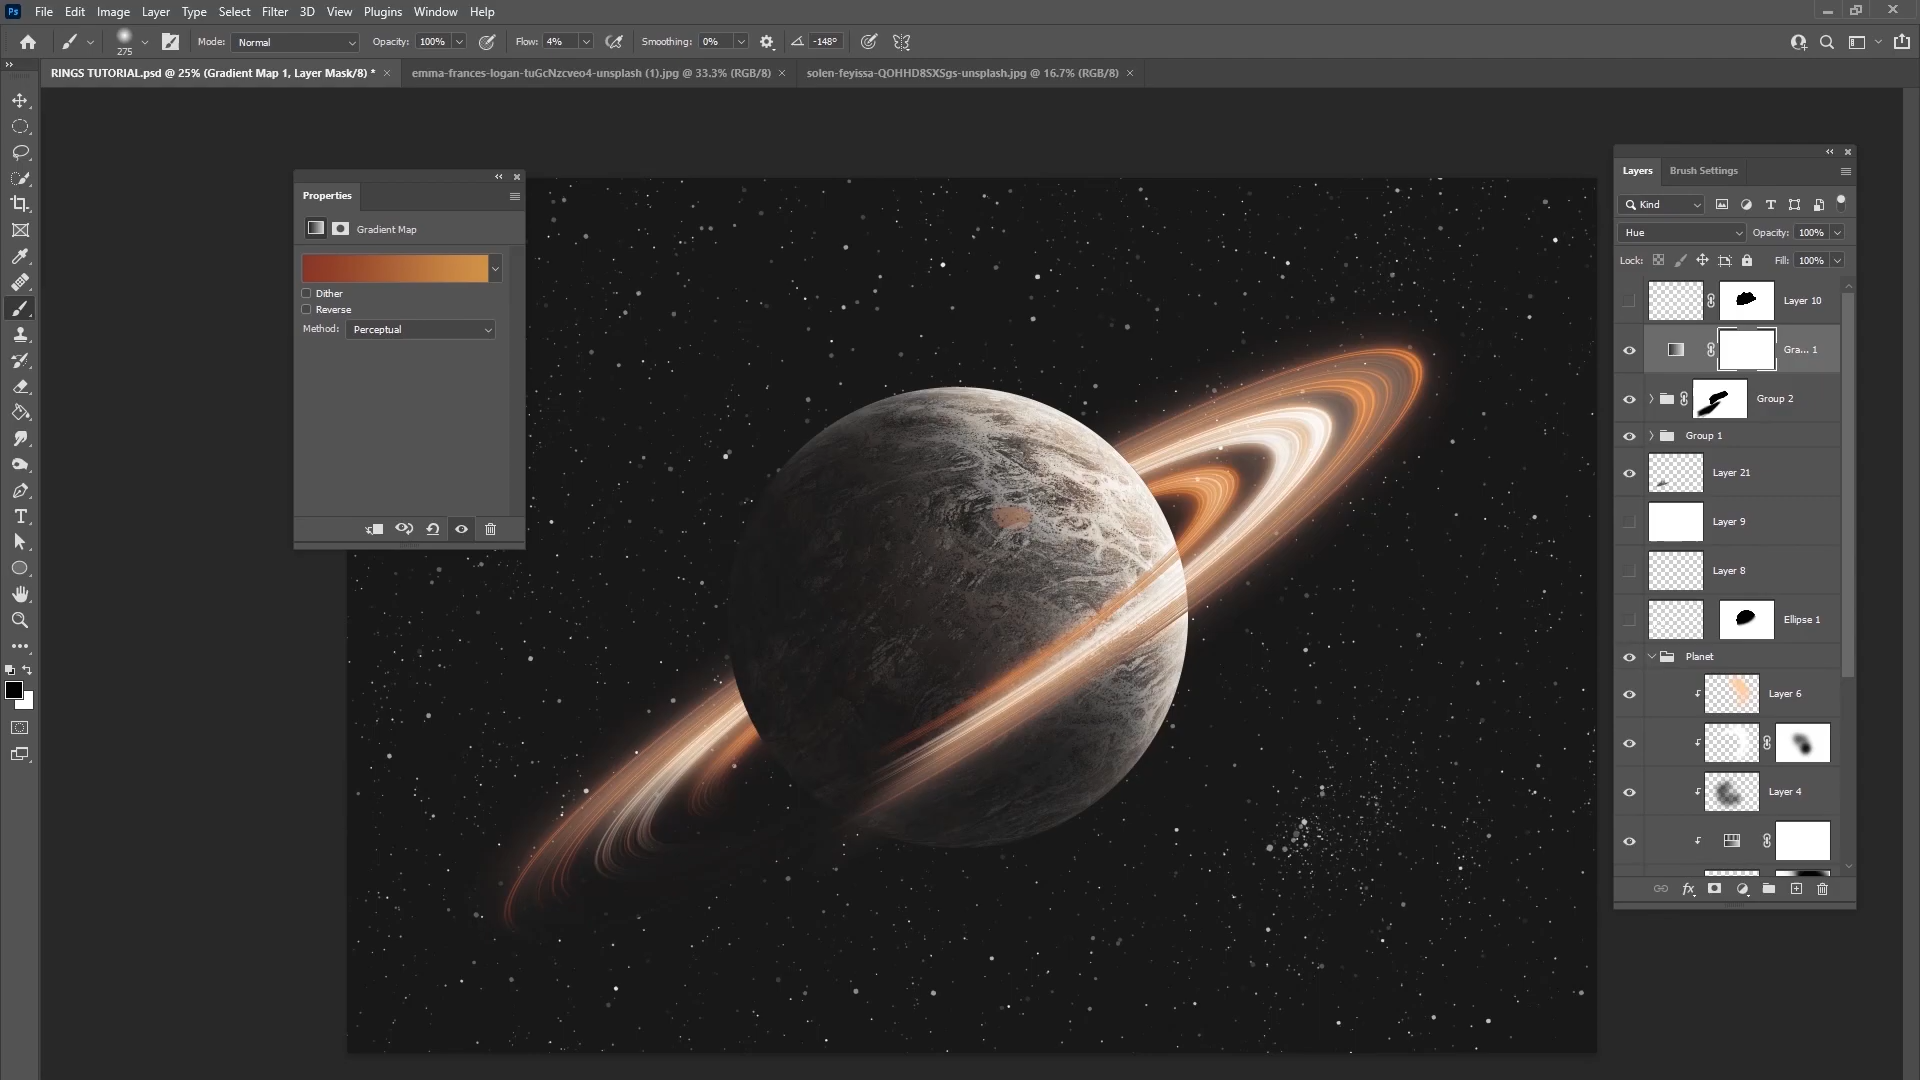 Ps File Edit Image Layer Type Select Filter 3D View Plugins Window Help
275 Mode: Normal Opacity: 100% Flow: 4% Smoothing: 0% -148°
RINGS TUTORIAL.psd @ 25% (Gradient Map 1, Layer Mask/8) * emma-frances-logan-tuGcNzcveo4-unsplash (1).jpg @ 33.3% (RGB/8) solen-feyissa-QOHHD8SXSgs-unsplash.jpg @ 16.7% (RGB/8)
Properties
Gradient Map
Dither
Reverse
Method: Perceptual
Layers Brush Settings
Kind
Hue Opacity: 100%
Lock: Fill: 100%
Layer 10
Gra... 1
Group 2
Group 1
Layer 21
Layer 9
Layer 8
Ellipse 1
Planet
Layer 6
Layer 4